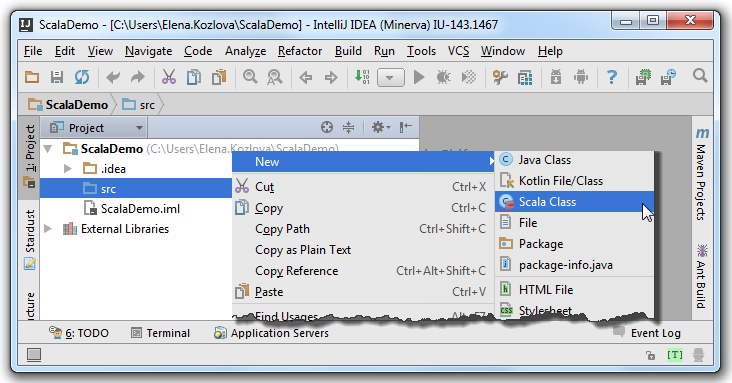 ScalaDemo - [C:\Users\Elena.Kozlova\ScalaDemo] - IntelliJ IDEA (Minerva) IU-143.1467
File Edit View Navigate Code Analyze Refactor Build Run Tools VCS Window Help
ScalaDemo src
1: Project
Project
ScalaDemo (C:\Users\Elena.Kozlova\ScalaDemo)
.idea
src
ScalaDemo.iml
External Libraries
New
Cut Ctrl+X
Copy Ctrl+C
Copy Path Ctrl+Shift+C
Copy as Plain Text
Copy Reference Ctrl+Alt+Shift+C
Paste Ctrl+V
Find Usages
Java Class
Kotlin File/Class
Scala Class
File
Package
package-info.java
HTML File
Stylesheet
Maven Projects
Ant Build
Stardust
6: TODO Terminal Application Servers Event Log
[T]